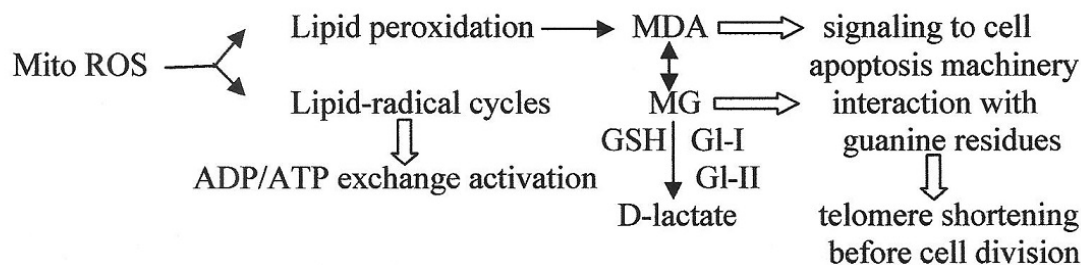 Lipid peroxidation MDA signaling to cell
Mito ROS apoptosis machinery
Lipid-radical cycles MG interaction with
GSH Gl-I guanine residues
ADP/ATP exchange activation Gl-II
D-lactate telomere shortening
before cell division